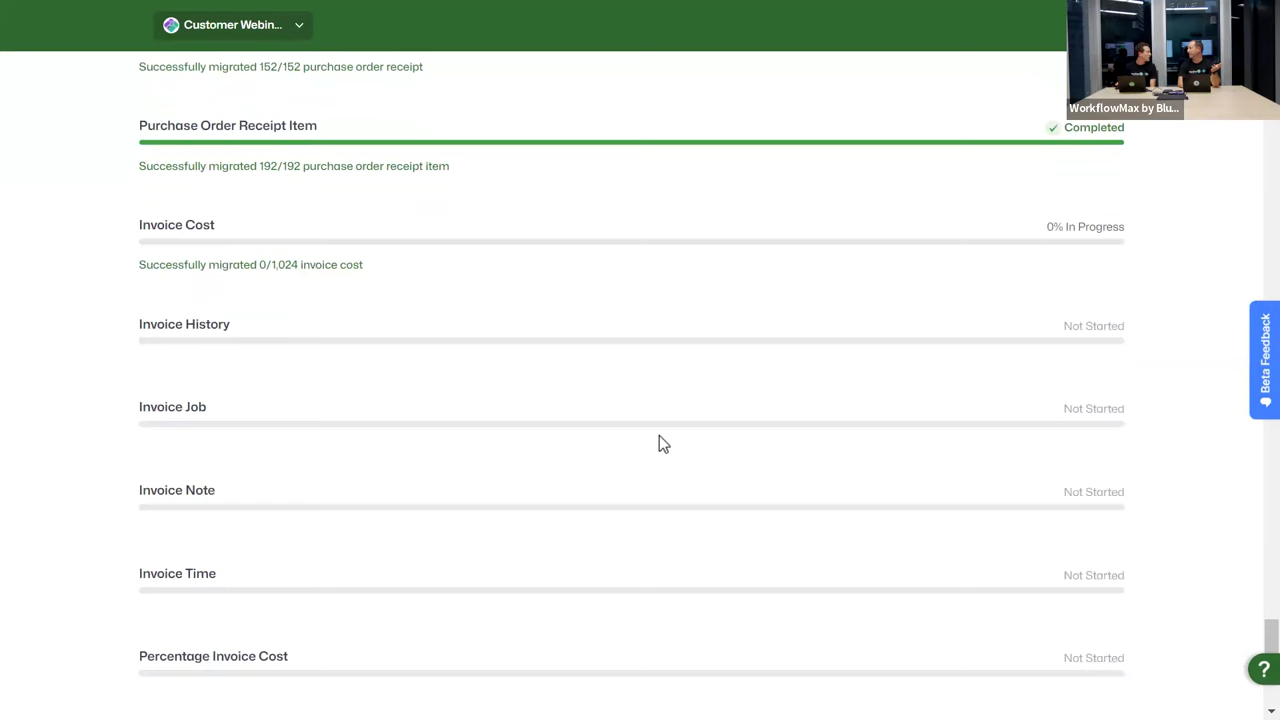 Customer Webin...
Successfully migrated 152/152 purchase order receipt
WorkflowMax by Blu...
Purchase Order Receipt Item
Completed
Successfully migrated 192/192 purchase order receipt item
Invoice Cost
0% In Progress
Successfully migrated 0/1,024 invoice cost
Invoice History
Not Started
Beta Feedback
Invoice Job
Not Started
Invoice Note
Not Started
Invoice Time
Not Started
Percentage Invoice Cost
Not Started
?